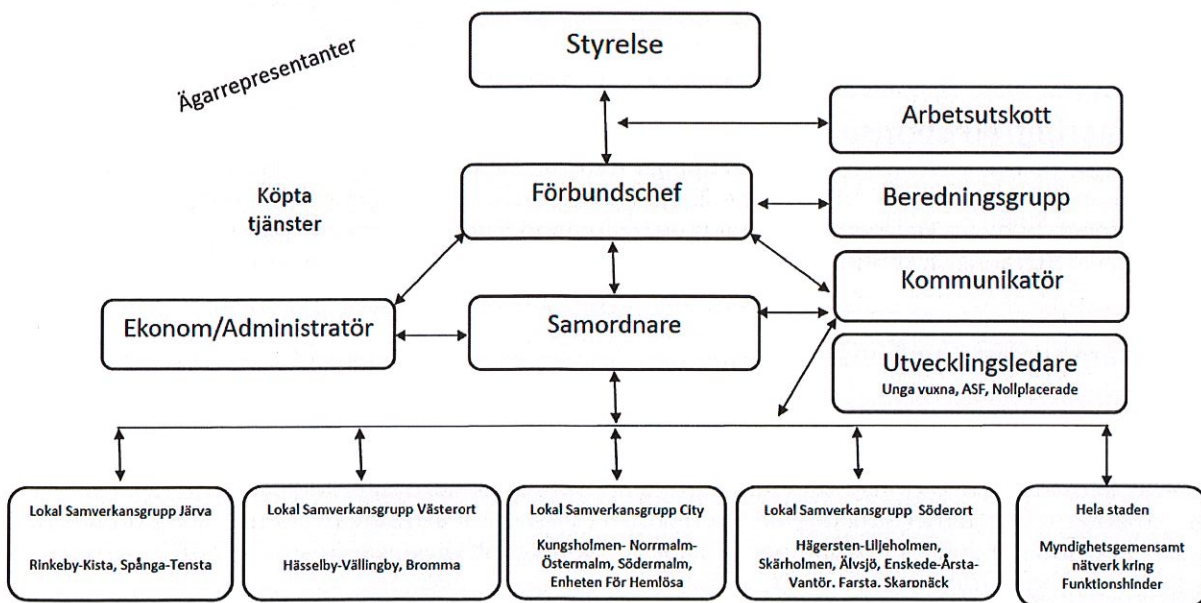 Ägarrepresentanter
Styrelse
Arbetsutskott
Köpta
tjänster
Förbundschef
Beredningsgrupp
Kommunikatör
Ekonom/Administratör
Samordnare
Utvecklingsledare
Unga vuxna, ASF, Nollplacerade
Lokal Samverkansgrupp Järva
Rinkeby-Kista, Spånga-Tensta
Lokal Samverkansgrupp Västerort
Hässelby-Vällingby, Bromma
Lokal Samverkansgrupp City
Kungsholmen- Norrmalm-
Östermalm, Södermalm,
Enheten För Hemlösa
Lokal Samverkansgrupp Söderort
Hägersten-Liljeholmen,
Skärholmen, Älvsjö, Enskede-Årsta-
Vantör, Farsta, Skarpnäck
Hela staden
Myndighetsgemensamt
nätverk kring
Funktionshinder